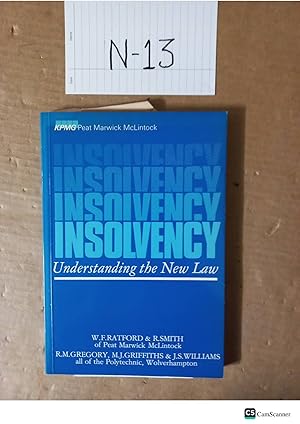 N-13
KPMG Peat Marwick McLintock
INSOLVENCY
INSOLVENCY
INSOLVENCY
INSOLVENCY
Understanding the New Law
W.F.RATFORD & R.SMITH
of Peat Marwick McLintock
R.M.GREGORY, M.J.GRIFFITHS & J.S.WILLIAMS
all of the Polytechnic, Wolverhampton
CS CamScanner